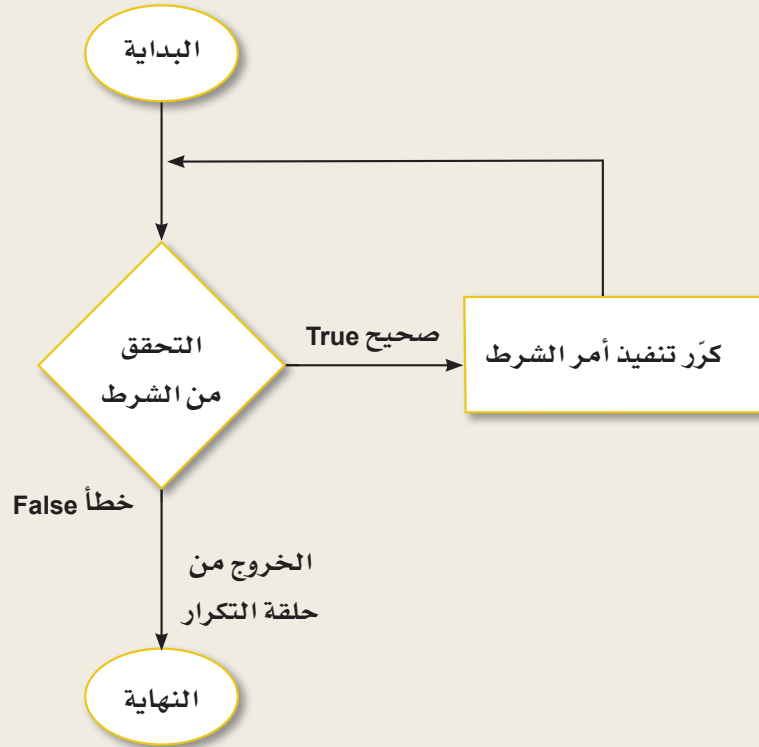 البداية
التحقق
من الشرط
صحيح True
كرّر تنفيذ أمر الشرط
خطأ False
الخروج من
حلقة التكرار
النهاية